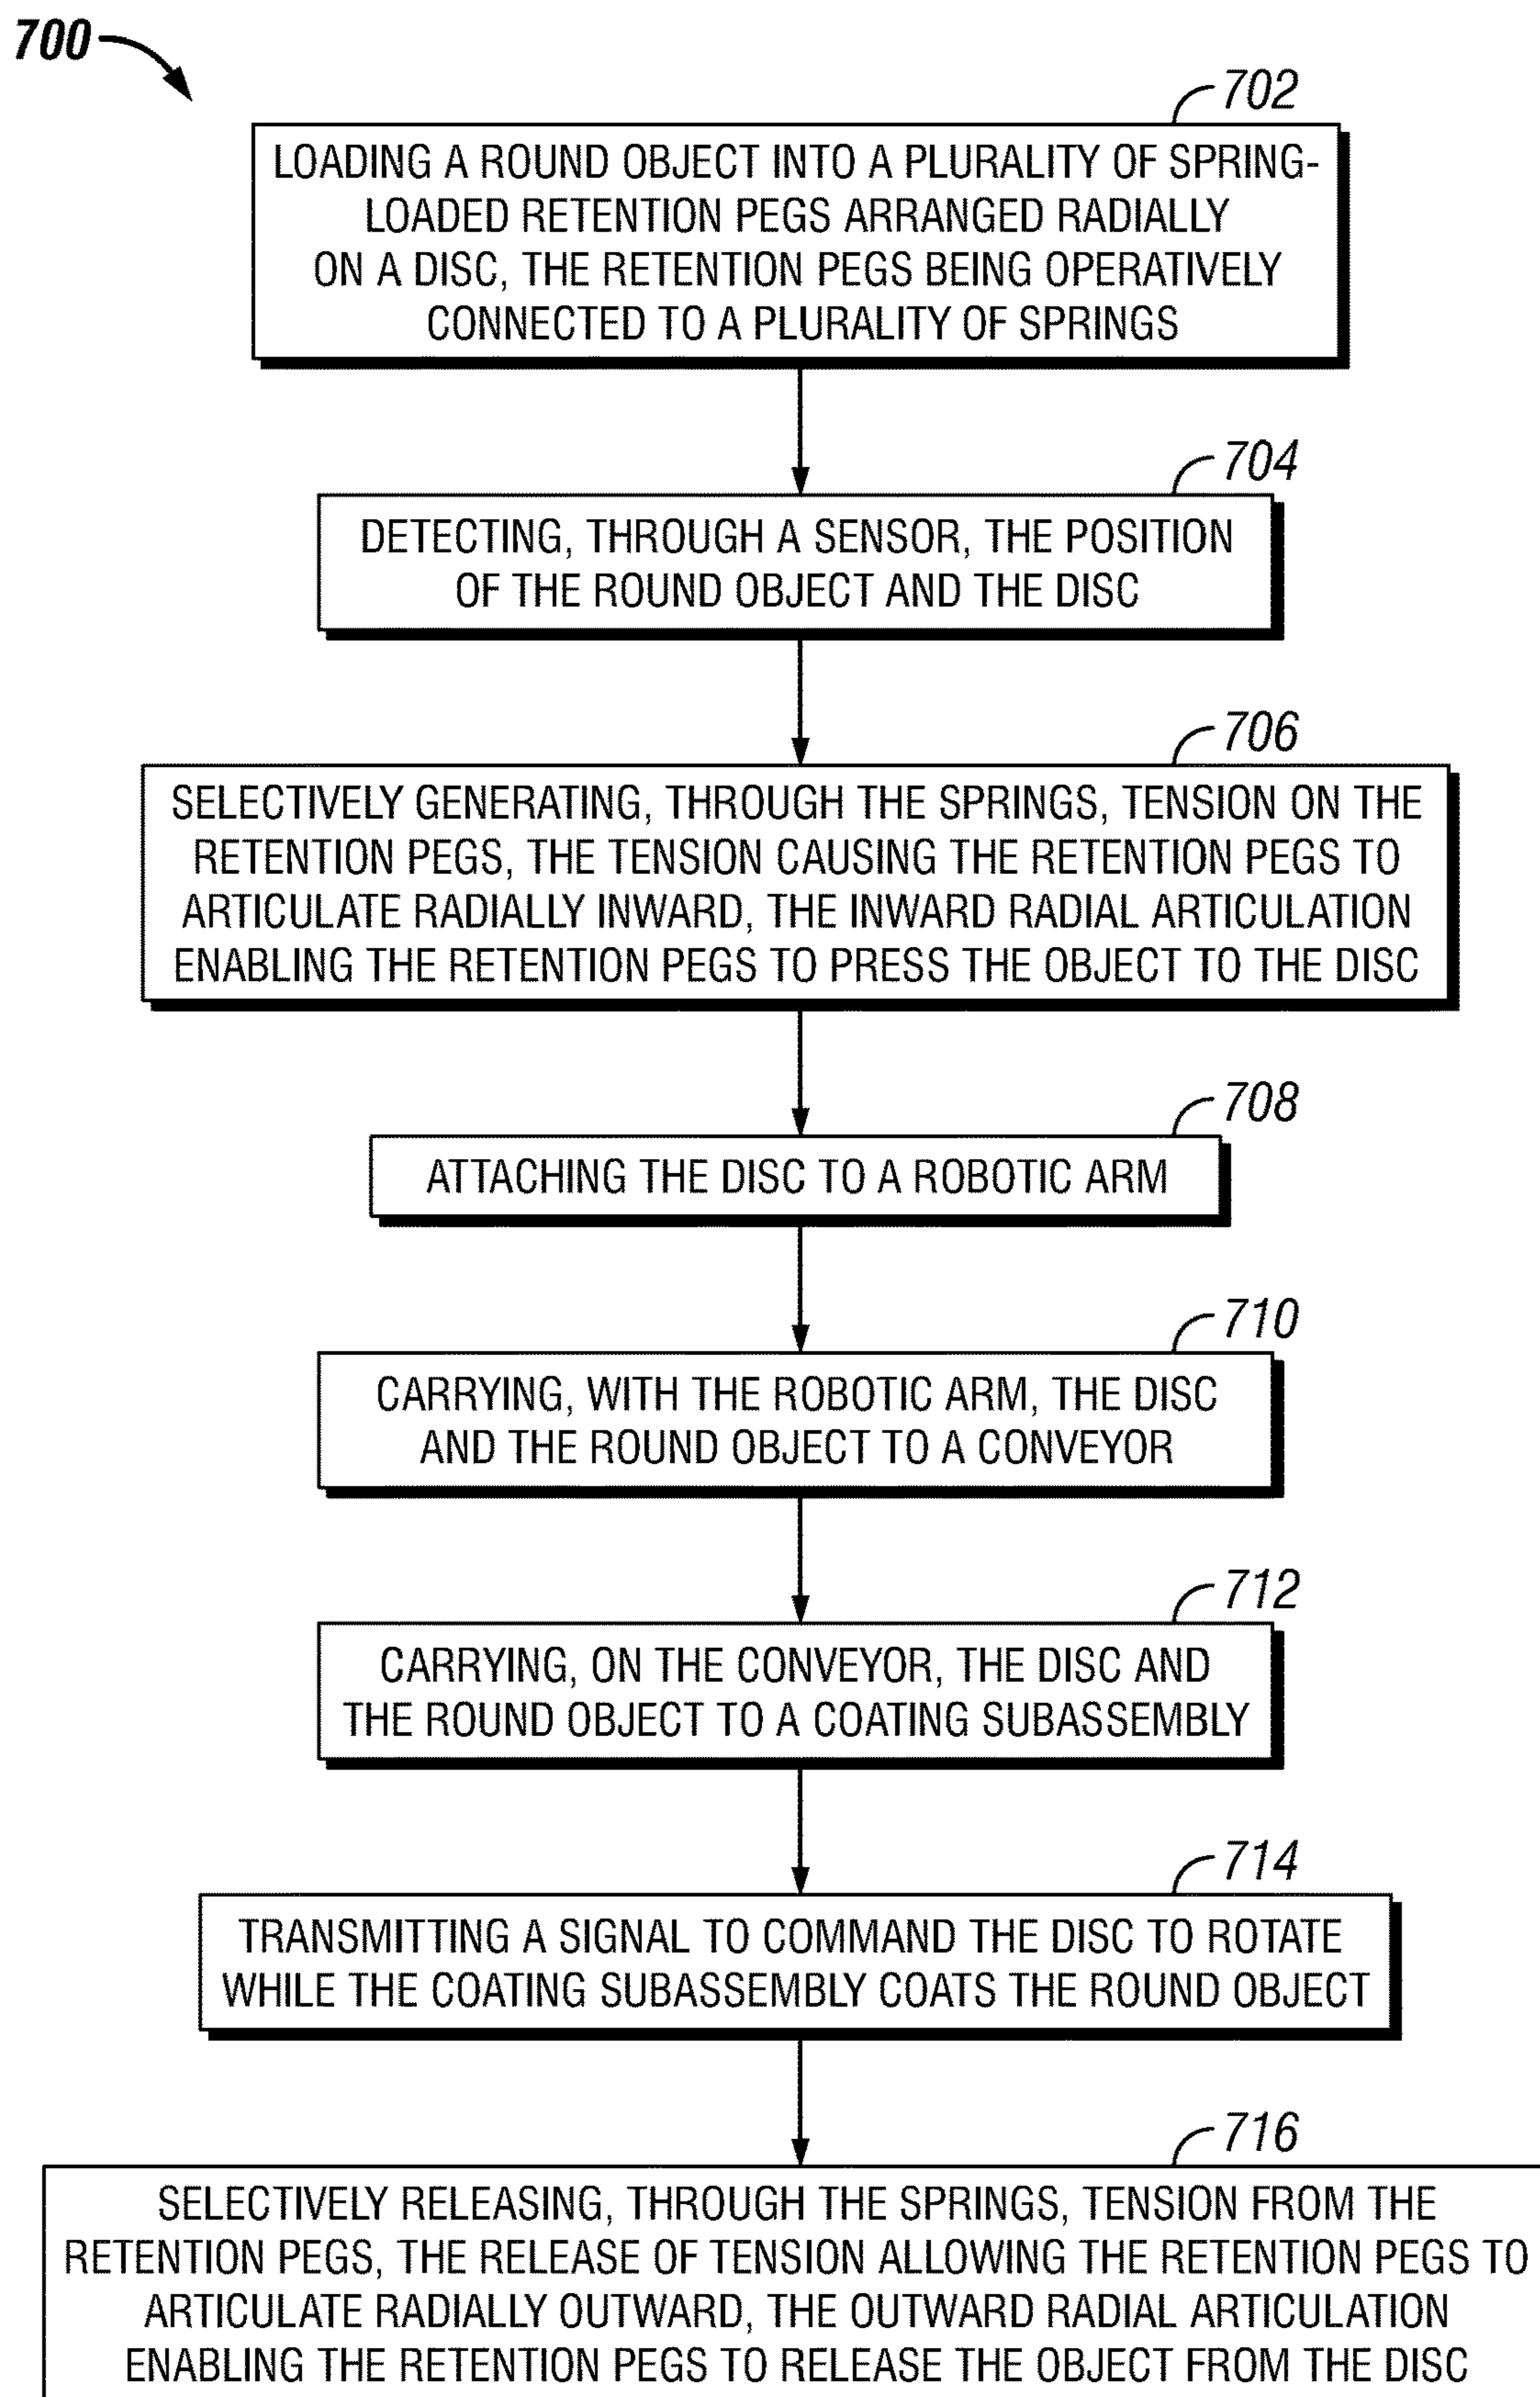 700
702
LOADING A ROUND OBJECT INTO A PLURALITY OF SPRING-
LOADED RETENTION PEGS ARRANGED RADIALLY
ON A DISC, THE RETENTION PEGS BEING OPERATIVELY
CONNECTED TO A PLURALITY OF SPRINGS
704
DETECTING, THROUGH A SENSOR, THE POSITION
OF THE ROUND OBJECT AND THE DISC
706
SELECTIVELY GENERATING, THROUGH THE SPRINGS, TENSION ON THE
RETENTION PEGS, THE TENSION CAUSING THE RETENTION PEGS TO
ARTICULATE RADIALLY INWARD, THE INWARD RADIAL ARTICULATION
ENABLING THE RETENTION PEGS TO PRESS THE OBJECT TO THE DISC
708
ATTACHING THE DISC TO A ROBOTIC ARM
710
CARRYING, WITH THE ROBOTIC ARM, THE DISC
AND THE ROUND OBJECT TO A CONVEYOR
712
CARRYING, ON THE CONVEYOR, THE DISC AND
THE ROUND OBJECT TO A COATING SUBASSEMBLY
714
TRANSMITTING A SIGNAL TO COMMAND THE DISC TO ROTATE
WHILE THE COATING SUBASSEMBLY COATS THE ROUND OBJECT
716
SELECTIVELY RELEASING, THROUGH THE SPRINGS, TENSION FROM THE
RETENTION PEGS, THE RELEASE OF TENSION ALLOWING THE RETENTION PEGS TO
ARTICULATE RADIALLY OUTWARD, THE OUTWARD RADIAL ARTICULATION
ENABLING THE RETENTION PEGS TO RELEASE THE OBJECT FROM THE DISC